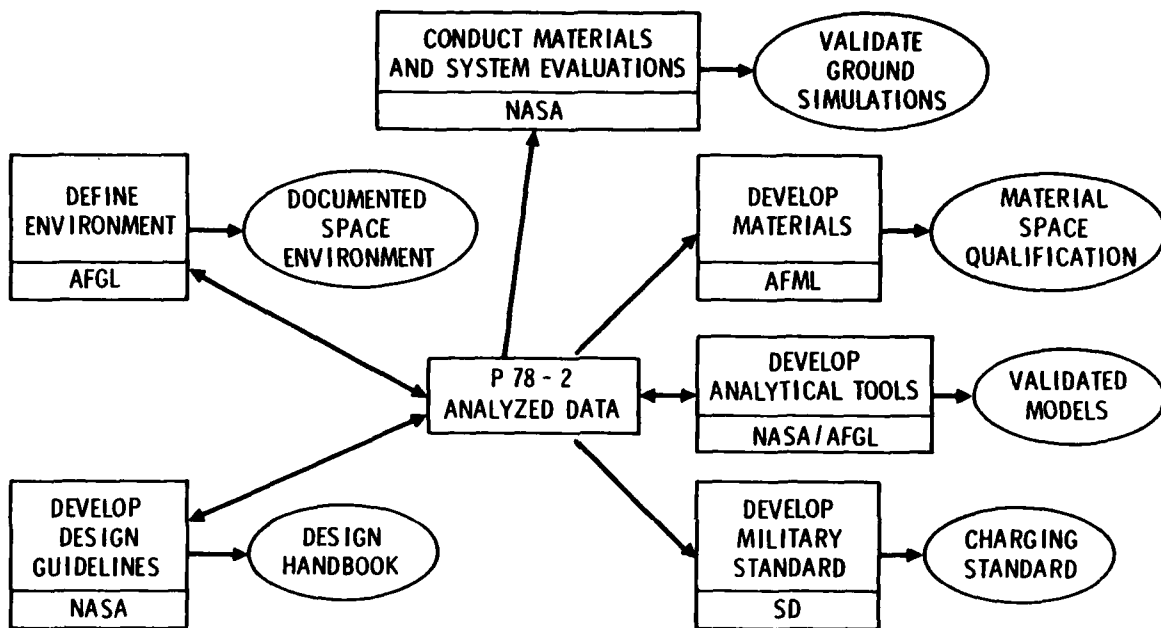 CONDUCT MATERIALS
AND SYSTEM EVALUATIONS
NASA
VALIDATE
GROUND
SIMULATIONS
DEFINE
ENVIRONMENT
AFGL
DOCUMENTED
SPACE
ENVIRONMENT
DEVELOP
MATERIALS
AFML
MATERIAL
SPACE
QUALIFICATION
P 78 - 2
ANALYZED DATA
DEVELOP
ANALYTICAL TOOLS
NASA/AFGL
VALIDATED
MODELS
DEVELOP
DESIGN
GUIDELINES
NASA
DESIGN
HANDBOOK
DEVELOP
MILITARY
STANDARD
SD
CHARGING
STANDARD